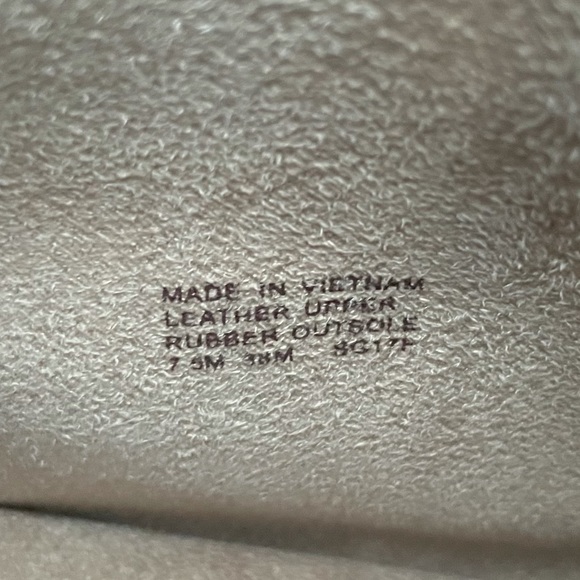 MADE IN VIETNAM
LEATHER UPPER
RUBBER OUTSOLE
7.5M 38M